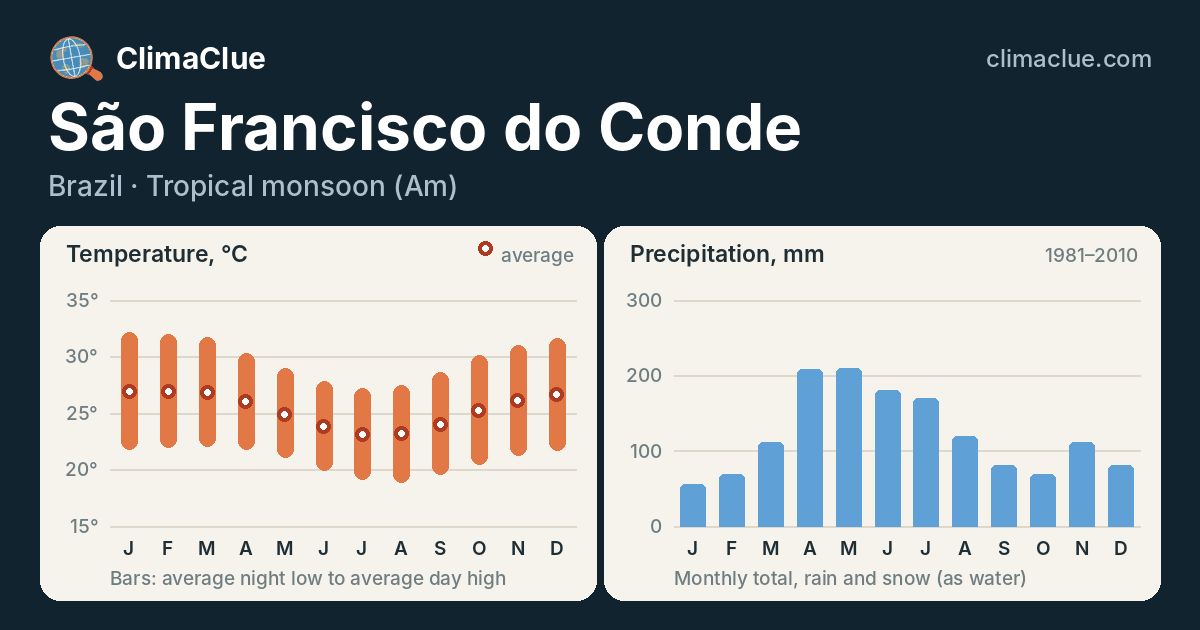 ClimaClue
climaclue.com
São Francisco do Conde
Brazil · Tropical monsoon (Am)
Temperature, °C
average
35°
30°
25°
20°
15°
J F M A M J J A S O N D
Bars: average night low to average day high
Precipitation, mm
1981–2010
300
200
100
0
J F M A M J J A S O N D
Monthly total, rain and snow (as water)